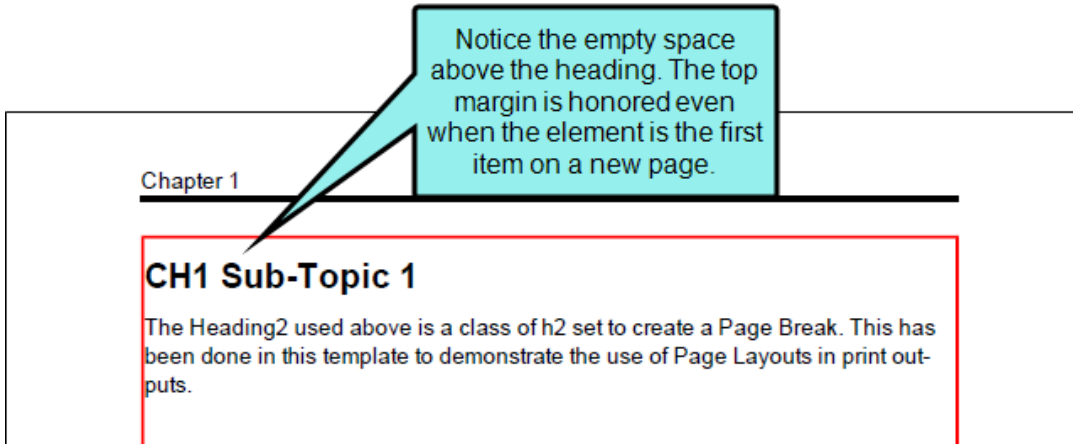 Notice the empty space
above the heading. The top
margin is honored even
when the element is the first
item on a new page.
Chapter 1
CH1 Sub-Topic 1
The Heading2 used above is a class of h2 set to create a Page Break. This has
been done in this template to demonstrate the use of Page Layouts in print out-
puts.